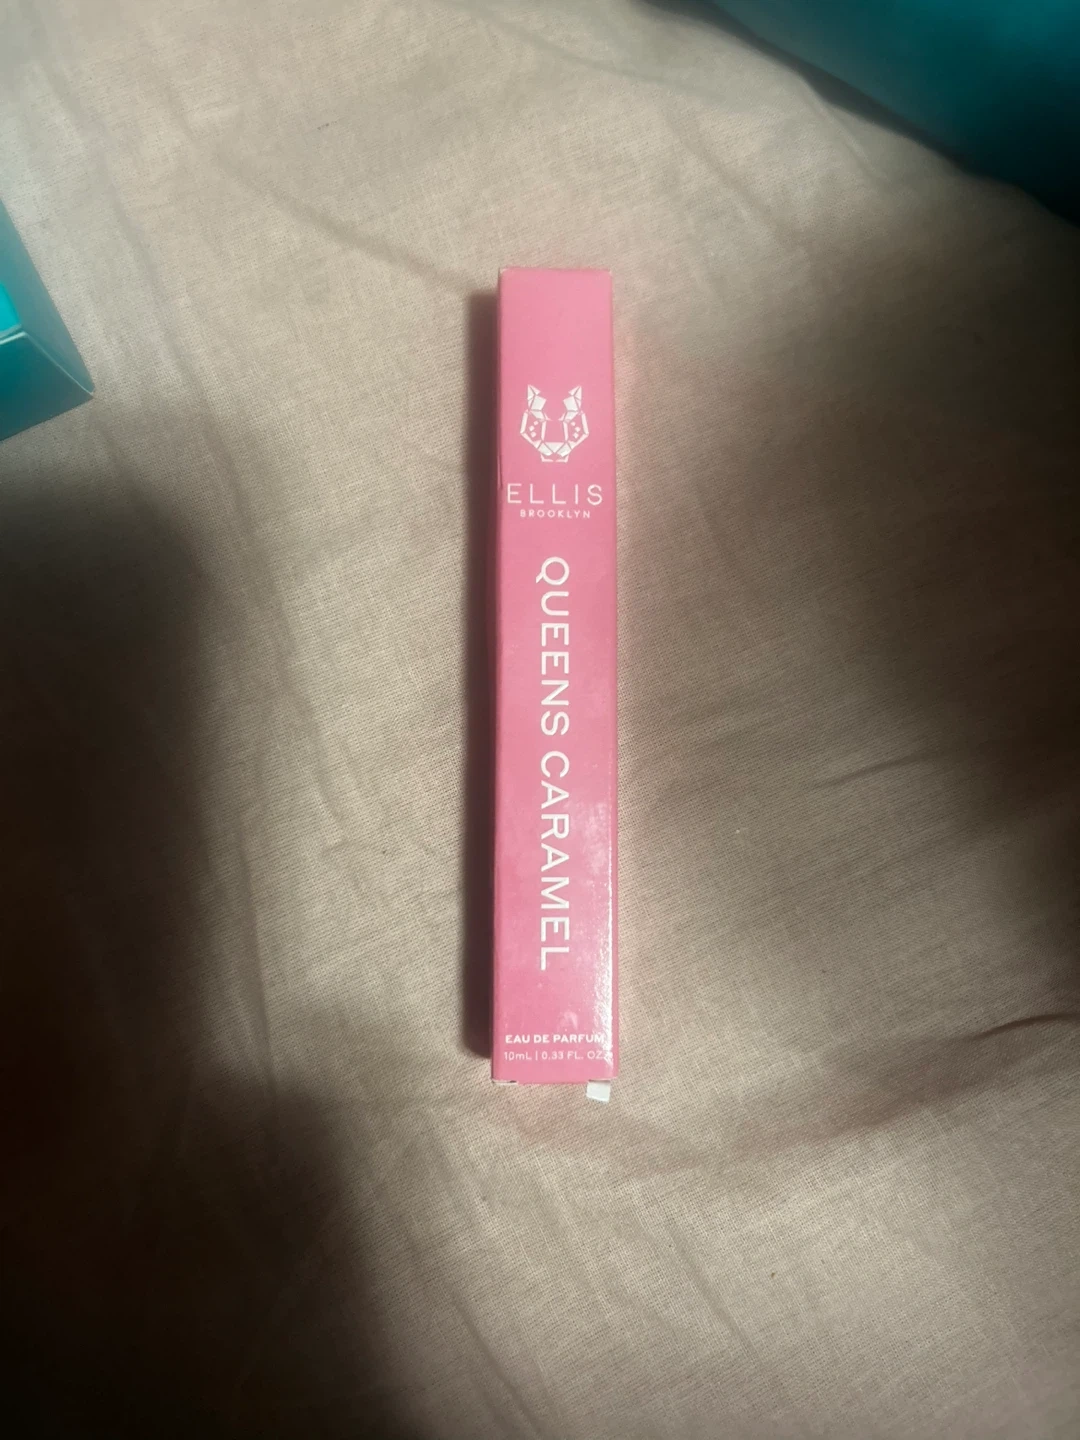 ELLIS
BROOKLYN
QUEENS CARAMEL
EAU DE PARFUM
10mL | 0.33 FL. OZ.